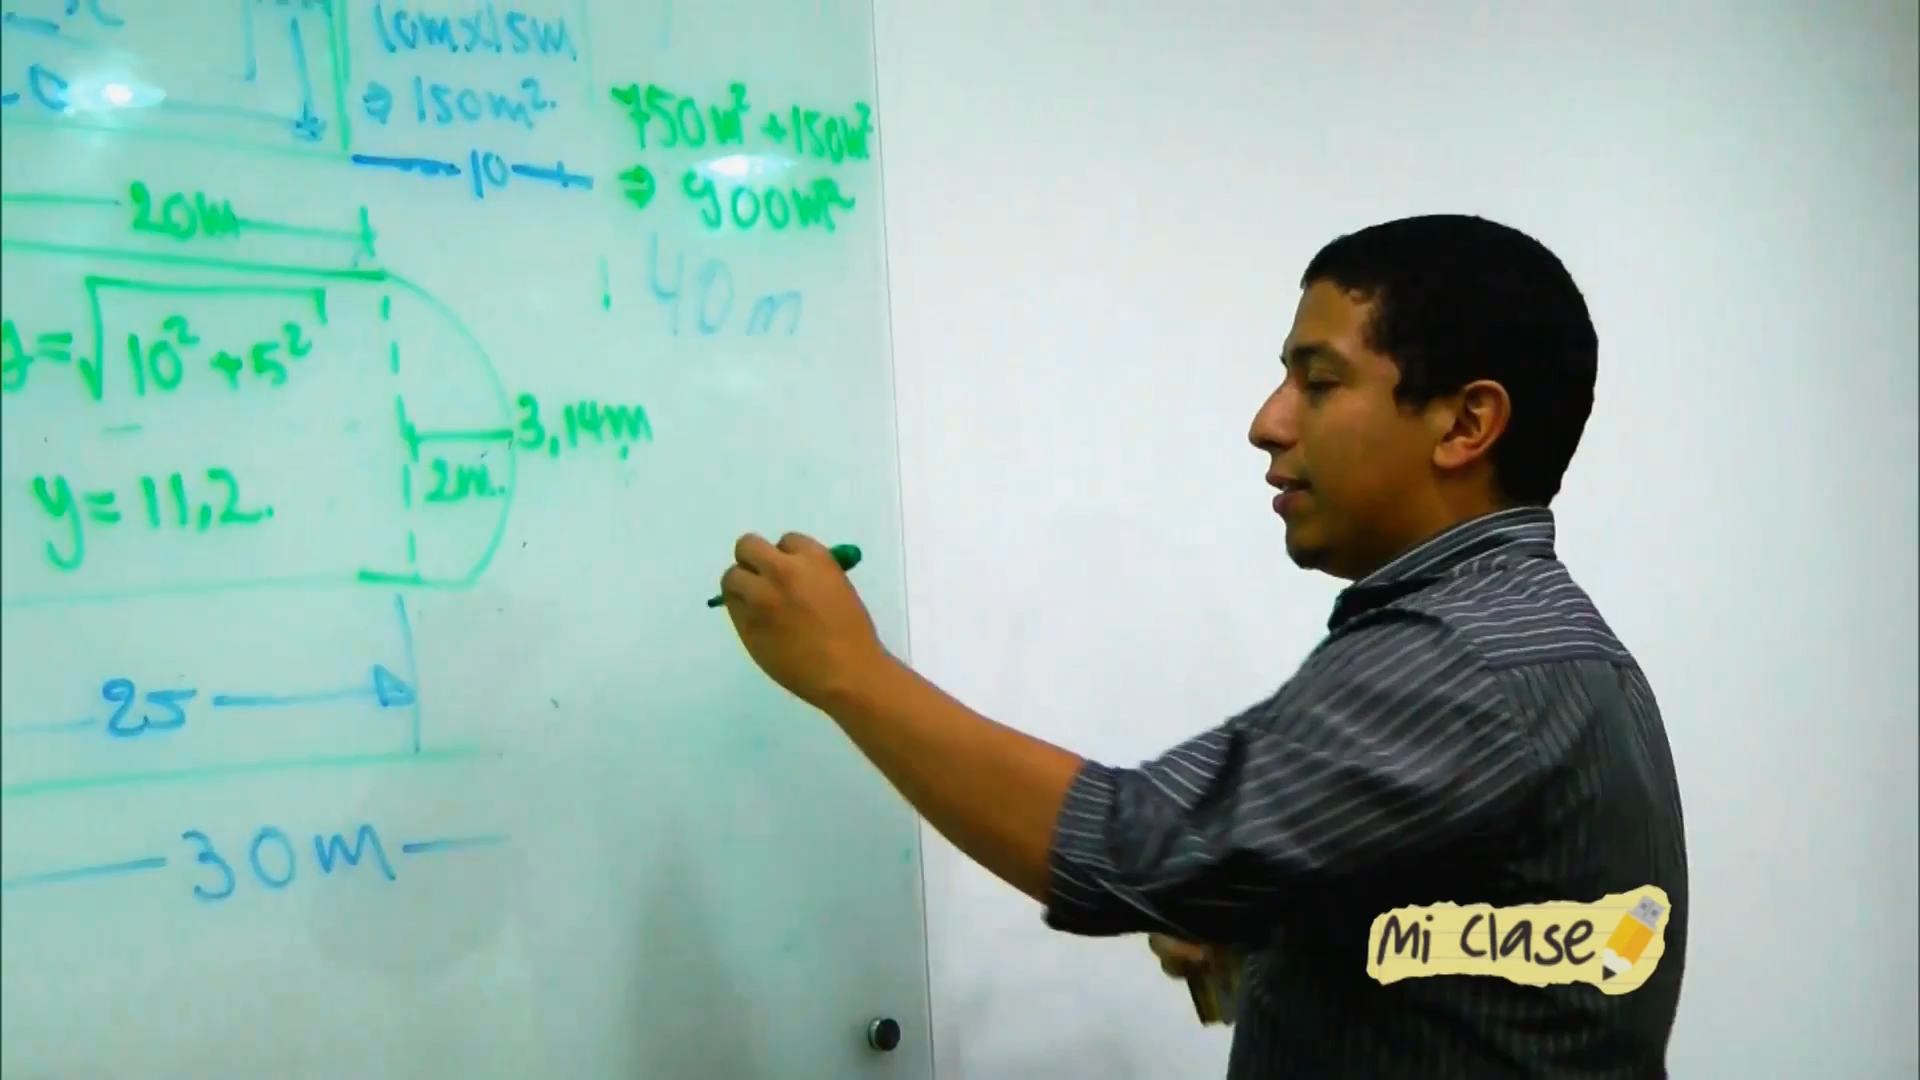 10m x 15m
⇒ 150m².
10
750m² + 150m²
⇒ 900m²
20m
40 m
y = √10² + 5²
3,14m
2m.
y = 11,2.
25
30m
Mi Clase